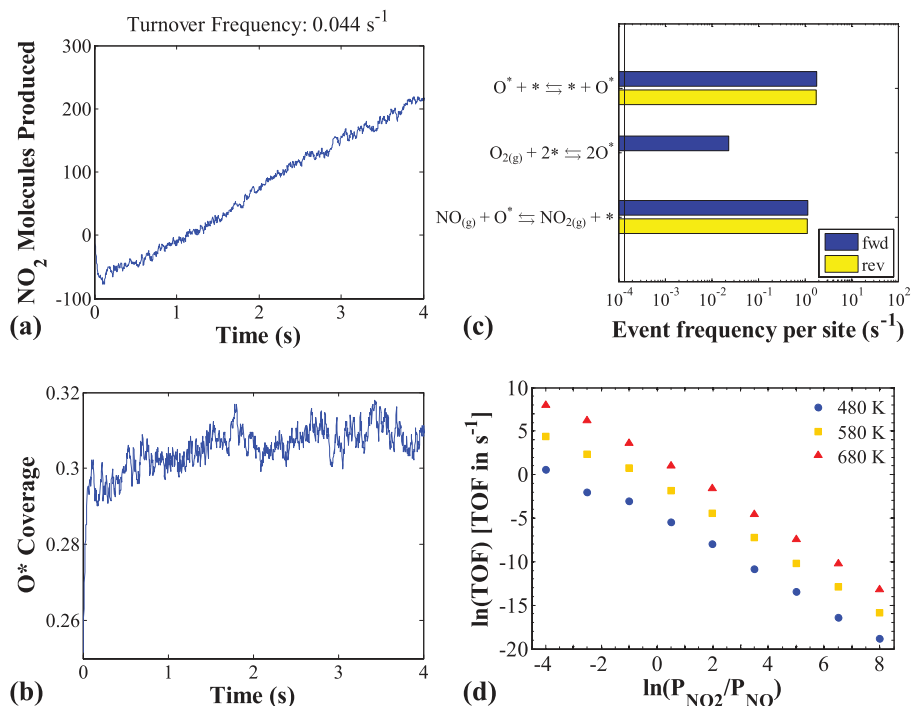 Turnover Frequency: 0.044 s⁻¹
300
200
100
0
-100
0
1
2
3
4
NO₂ Molecules Produced
Time (s)
(a)
O* + * ⇆ * + O*
O₂(g) + 2* ⇆ 2O*
NO(g) + O* ⇆ NO₂(g) + *
fwd
rev
10⁻⁴
10⁻³
10⁻²
10⁻¹
10⁰
10¹
10²
Event frequency per site (s⁻¹)
(c)
0.32
0.3
0.28
0.26
0
1
2
3
4
O* Coverage
Time (s)
(b)
10
5
0
-5
-10
-15
-20
-4
-2
0
2
4
6
8
480 K
580 K
680 K
ln(TOF) [TOF in s⁻¹]
ln(P_NO2/P_NO)
(d)